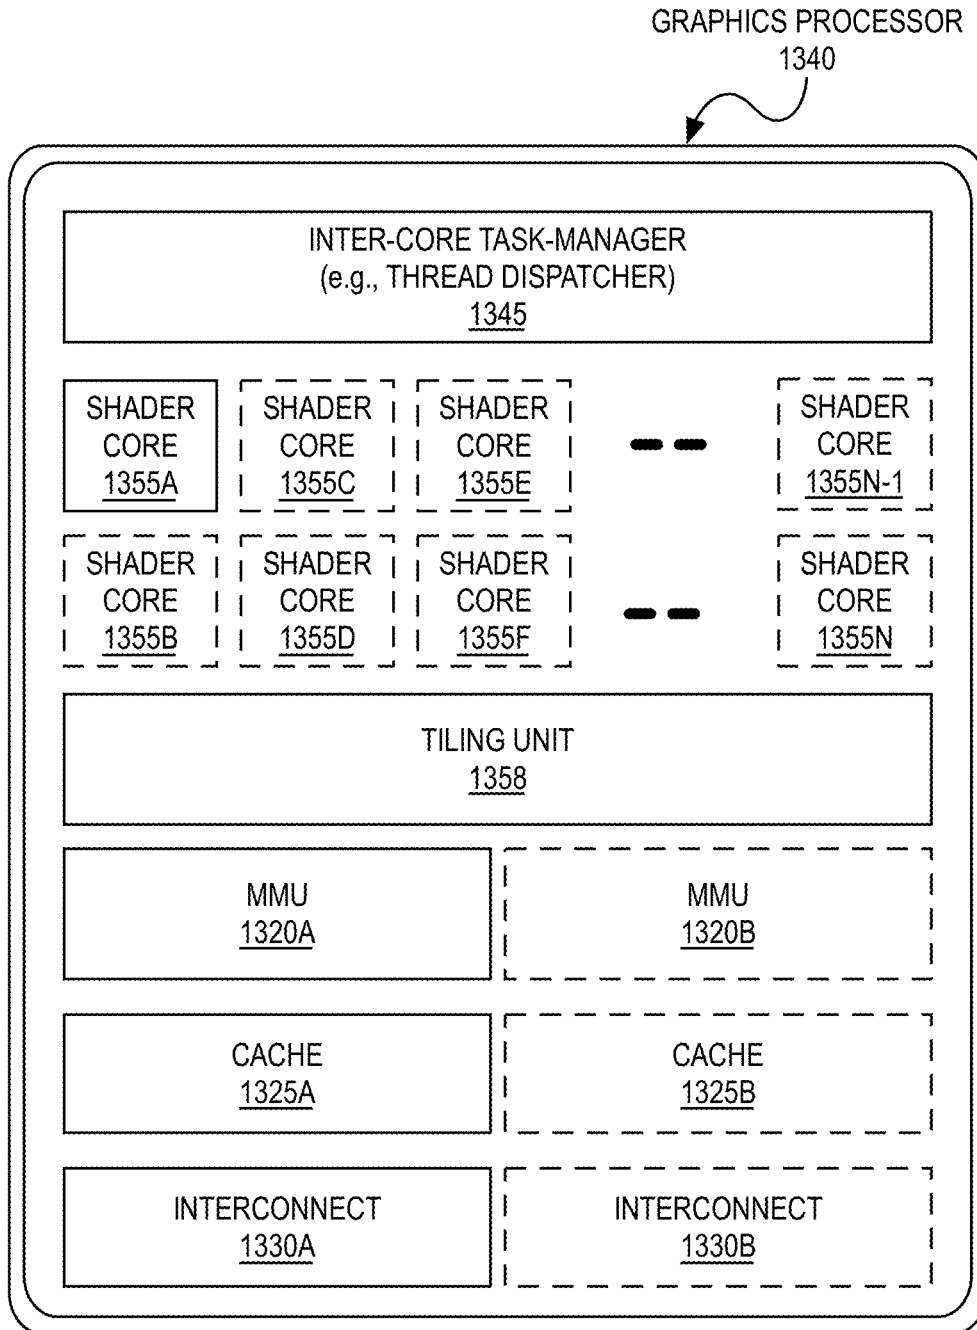 GRAPHICS PROCESSOR
1340
INTER-CORE TASK-MANAGER
(e.g., THREAD DISPATCHER)
1345
SHADER
CORE
1355A
SHADER
CORE
1355C
SHADER
CORE
1355E
SHADER
CORE
1355N-1
SHADER
CORE
1355B
SHADER
CORE
1355D
SHADER
CORE
1355F
SHADER
CORE
1355N
TILING UNIT
1358
MMU
1320A
MMU
1320B
CACHE
1325A
CACHE
1325B
INTERCONNECT
1330A
INTERCONNECT
1330B